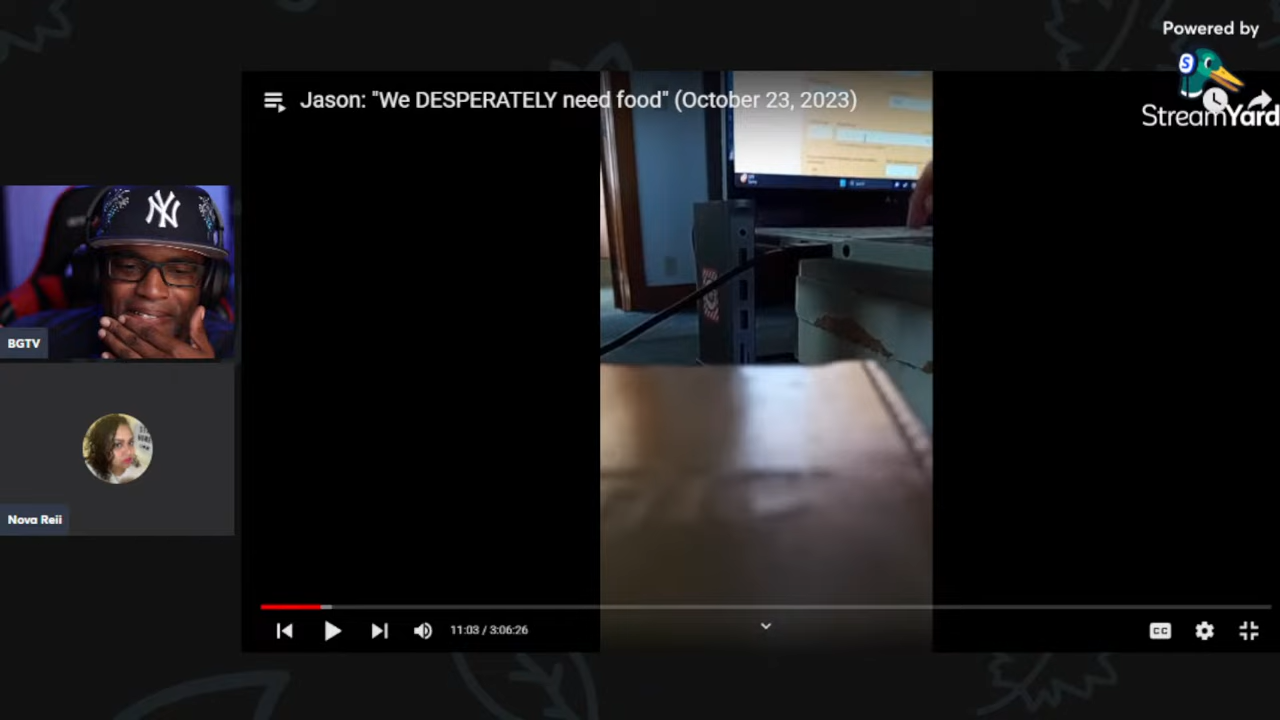 Powered by
S
StreamYard
Jason: "We DESPERATELY need food" (October 23, 2023)
NY
BGTV
Nova Reii
11:03 / 3:06:26
CC